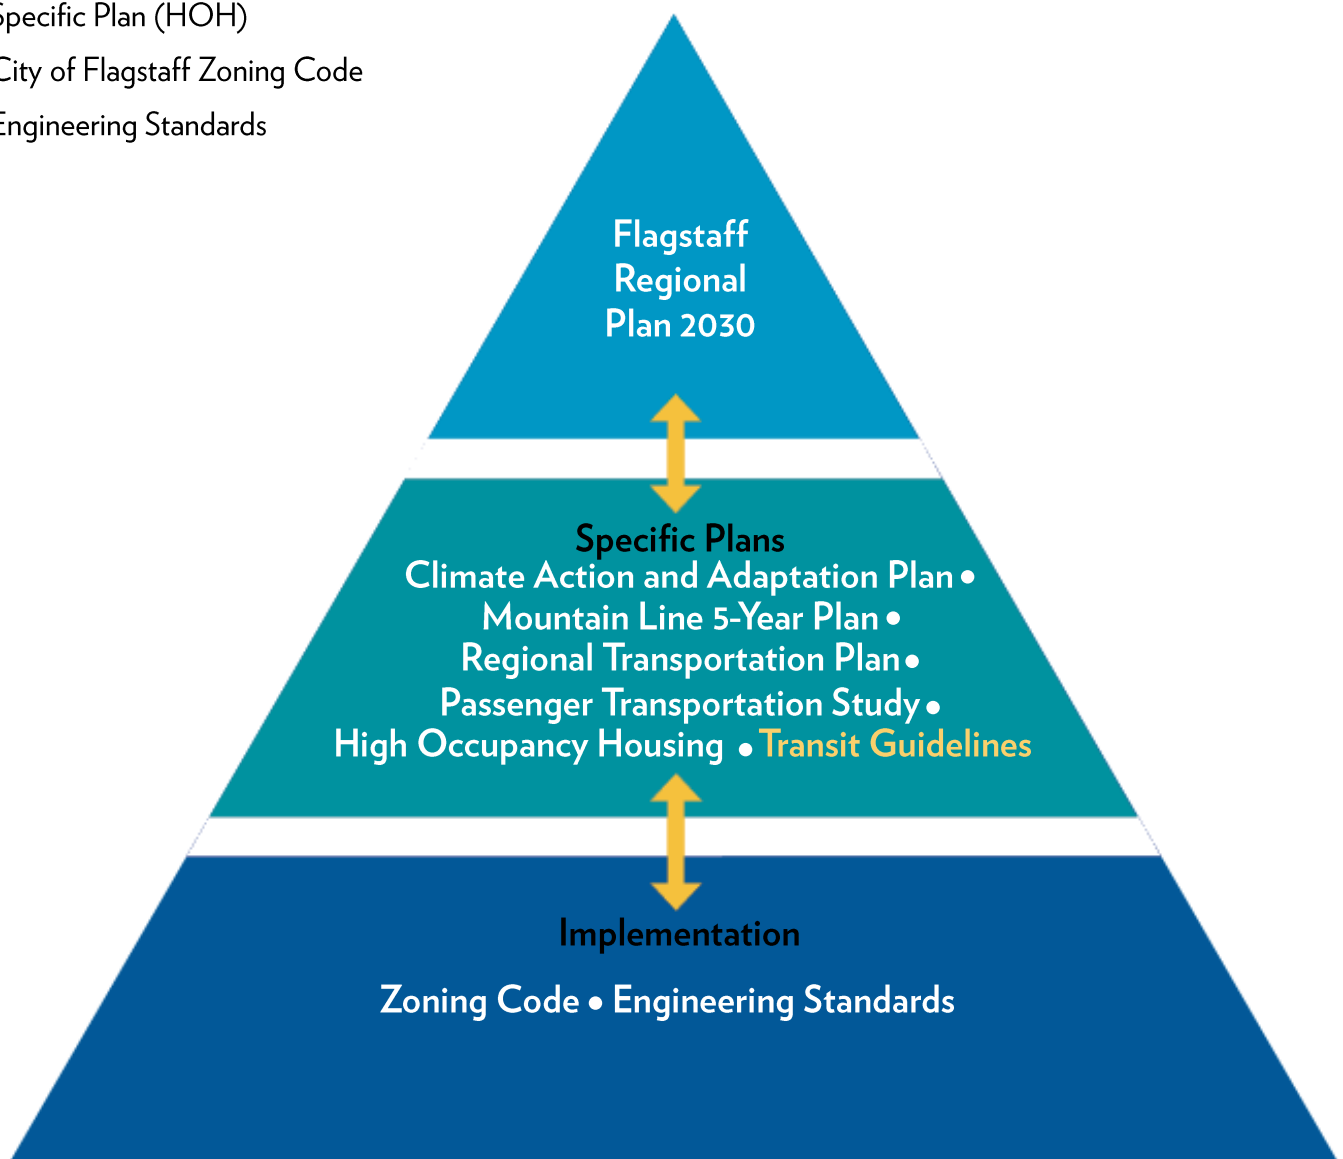 Specific Plan (HOH)
City of Flagstaff Zoning Code
Engineering Standards
Flagstaff
Regional
Plan 2030
Specific Plans
Climate Action and Adaptation Plan •
Mountain Line 5-Year Plan •
Regional Transportation Plan •
Passenger Transportation Study •
High Occupancy Housing • Transit Guidelines
Implementation
Zoning Code • Engineering Standards